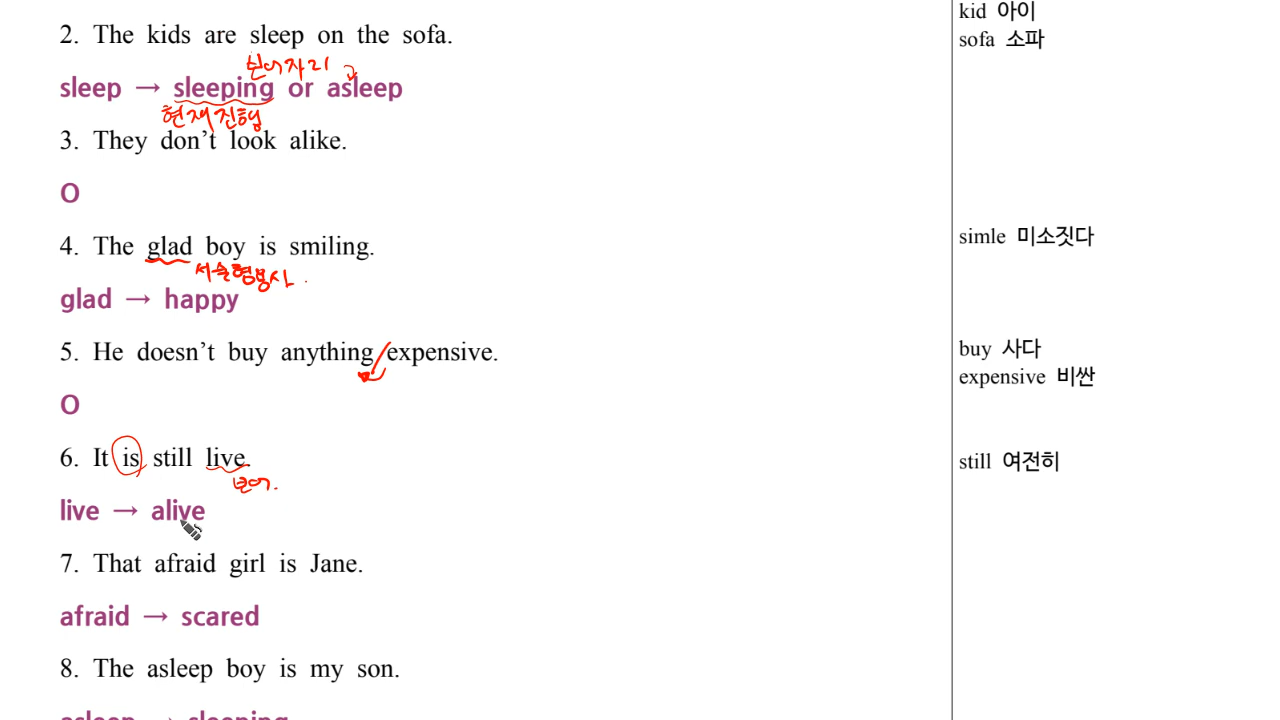 kid 아이
2. The kids are sleep on the sofa.
sofa 소파
보어자리
sleep → sleeping or asleep
현재진행
3. They don't look alike.
O
4. The glad boy is smiling.
simle 미소짓다
서술형용사
glad → happy
5. He doesn't buy anything expensive.
buy 사다
expensive 비싼
O
6. It is still live.
still 여전히
보어.
live → alive
7. That afraid girl is Jane.
afraid → scared
8. The asleep boy is my son.
asleep → sleeping